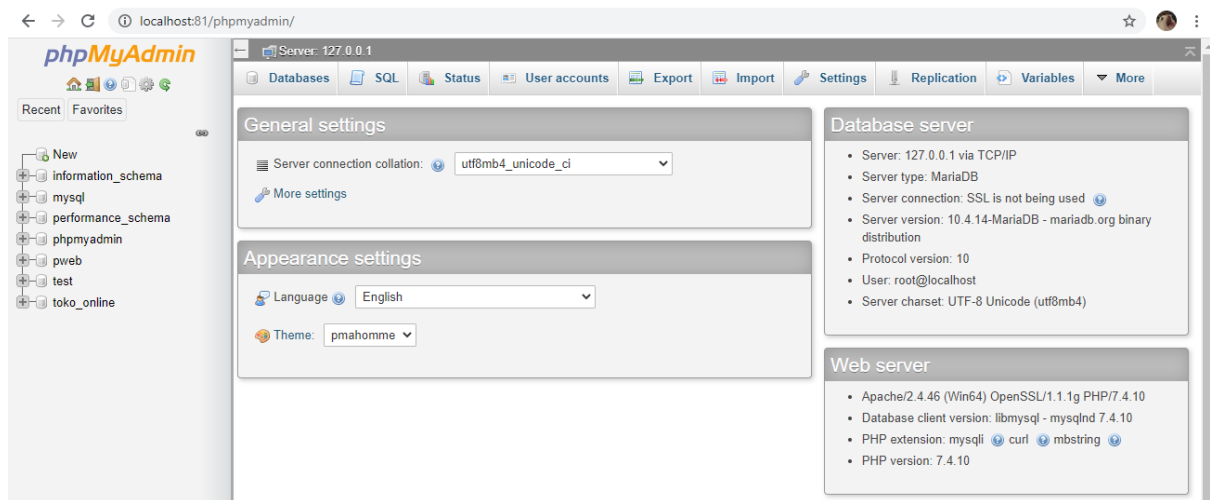 localhost:81/phpmyadmin/
phpMyAdmin
Recent Favorites
New
information_schema
mysql
performance_schema
phpmyadmin
pweb
test
toko_online
Server: 127.0.0.1
Databases SQL Status User accounts Export Import Settings Replication Variables More
General settings
Server connection collation: utf8mb4_unicode_ci
More settings
Appearance settings
Language English
Theme: pmahomme
Database server
Server: 127.0.0.1 via TCP/IP
Server type: MariaDB
Server connection: SSL is not being used
Server version: 10.4.14-MariaDB - mariadb.org binary
distribution
Protocol version: 10
User: root@localhost
Server charset: UTF-8 Unicode (utf8mb4)
Web server
Apache/2.4.46 (Win64) OpenSSL/1.1.1g PHP/7.4.10
Database client version: libmysql - mysqlnd 7.4.10
PHP extension: mysqli curl mbstring
PHP version: 7.4.10